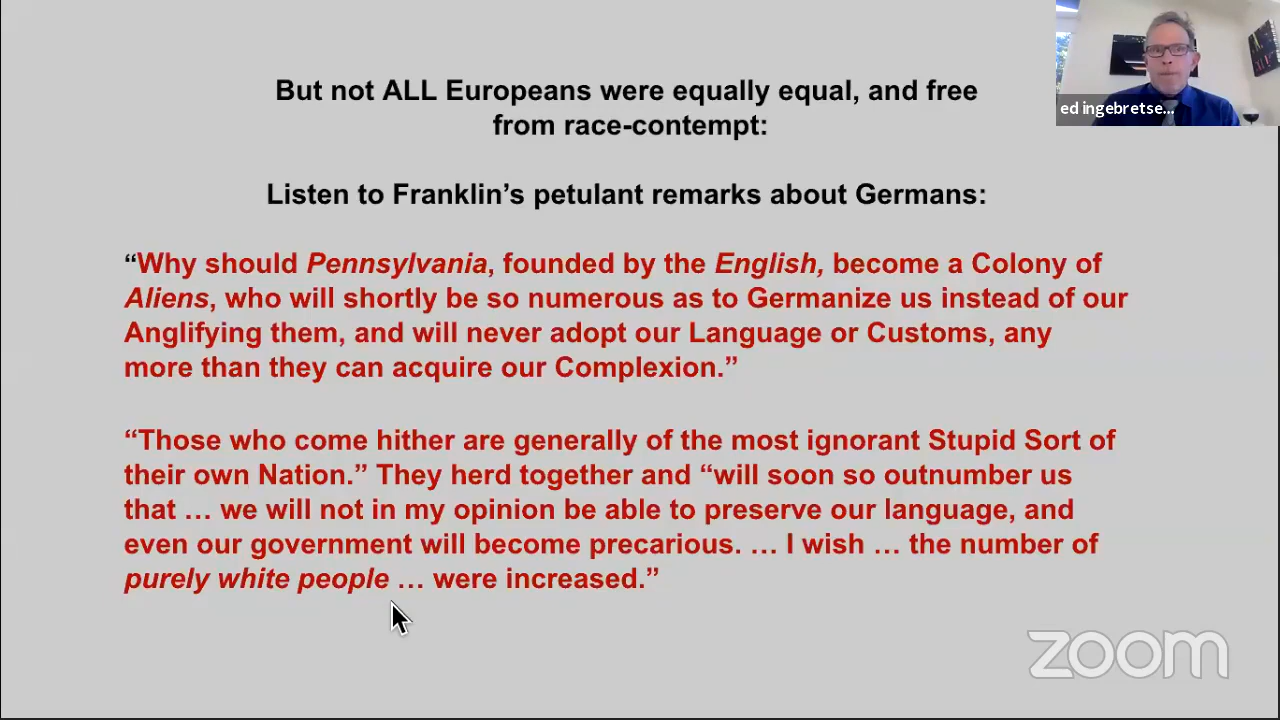 But not ALL Europeans were equally equal, and free
from race-contempt:
Listen to Franklin’s petulant remarks about Germans:
“Why should Pennsylvania, founded by the English, become a Colony of
Aliens, who will shortly be so numerous as to Germanize us instead of our
Anglifying them, and will never adopt our Language or Customs, any
more than they can acquire our Complexion.”
“Those who come hither are generally of the most ignorant Stupid Sort of
their own Nation.” They herd together and “will soon so outnumber us
that … we will not in my opinion be able to preserve our language, and
even our government will become precarious. … I wish … the number of
purely white people … were increased.”
ed ingebretse...
zoom